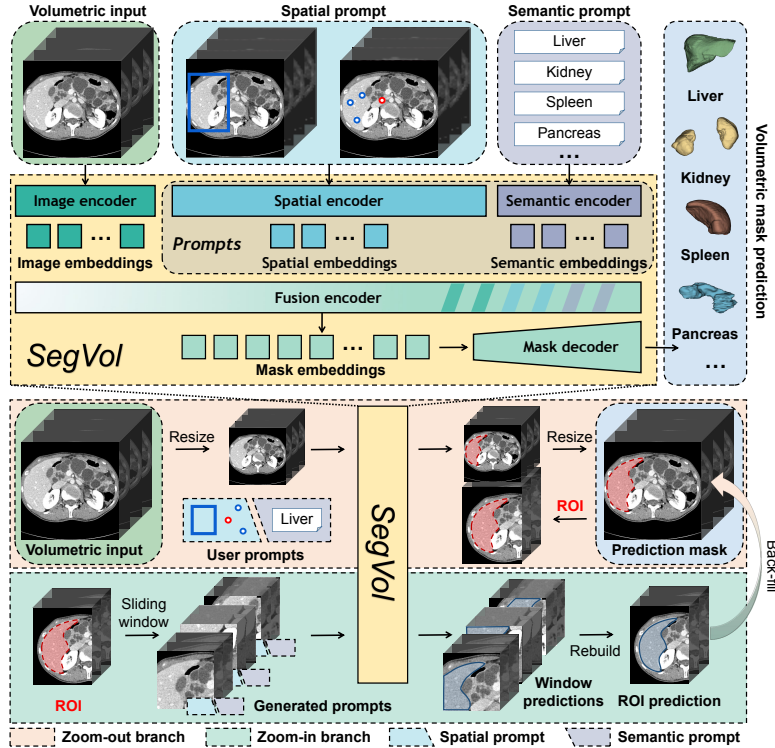 Volumetric input
Spatial prompt
Semantic prompt
Liver
Kidney
Spleen
Pancreas
...
Liver
Kidney
Spleen
Pancreas
...
Volumetric mask prediction
Image encoder
Spatial encoder
Semantic encoder
...
Prompts
...
...
Image embeddings
Spatial embeddings
Semantic embeddings
Fusion encoder
SegVol
...
Mask embeddings
Mask decoder
Volumetric input
Resize
User prompts
Liver
SegVol
Resize
ROI
Prediction mask
Back-fill
ROI
Sliding
window
Generated prompts
Window
predictions
Rebuild
ROI prediction
Zoom-out branch
Zoom-in branch
Spatial prompt
Semantic prompt